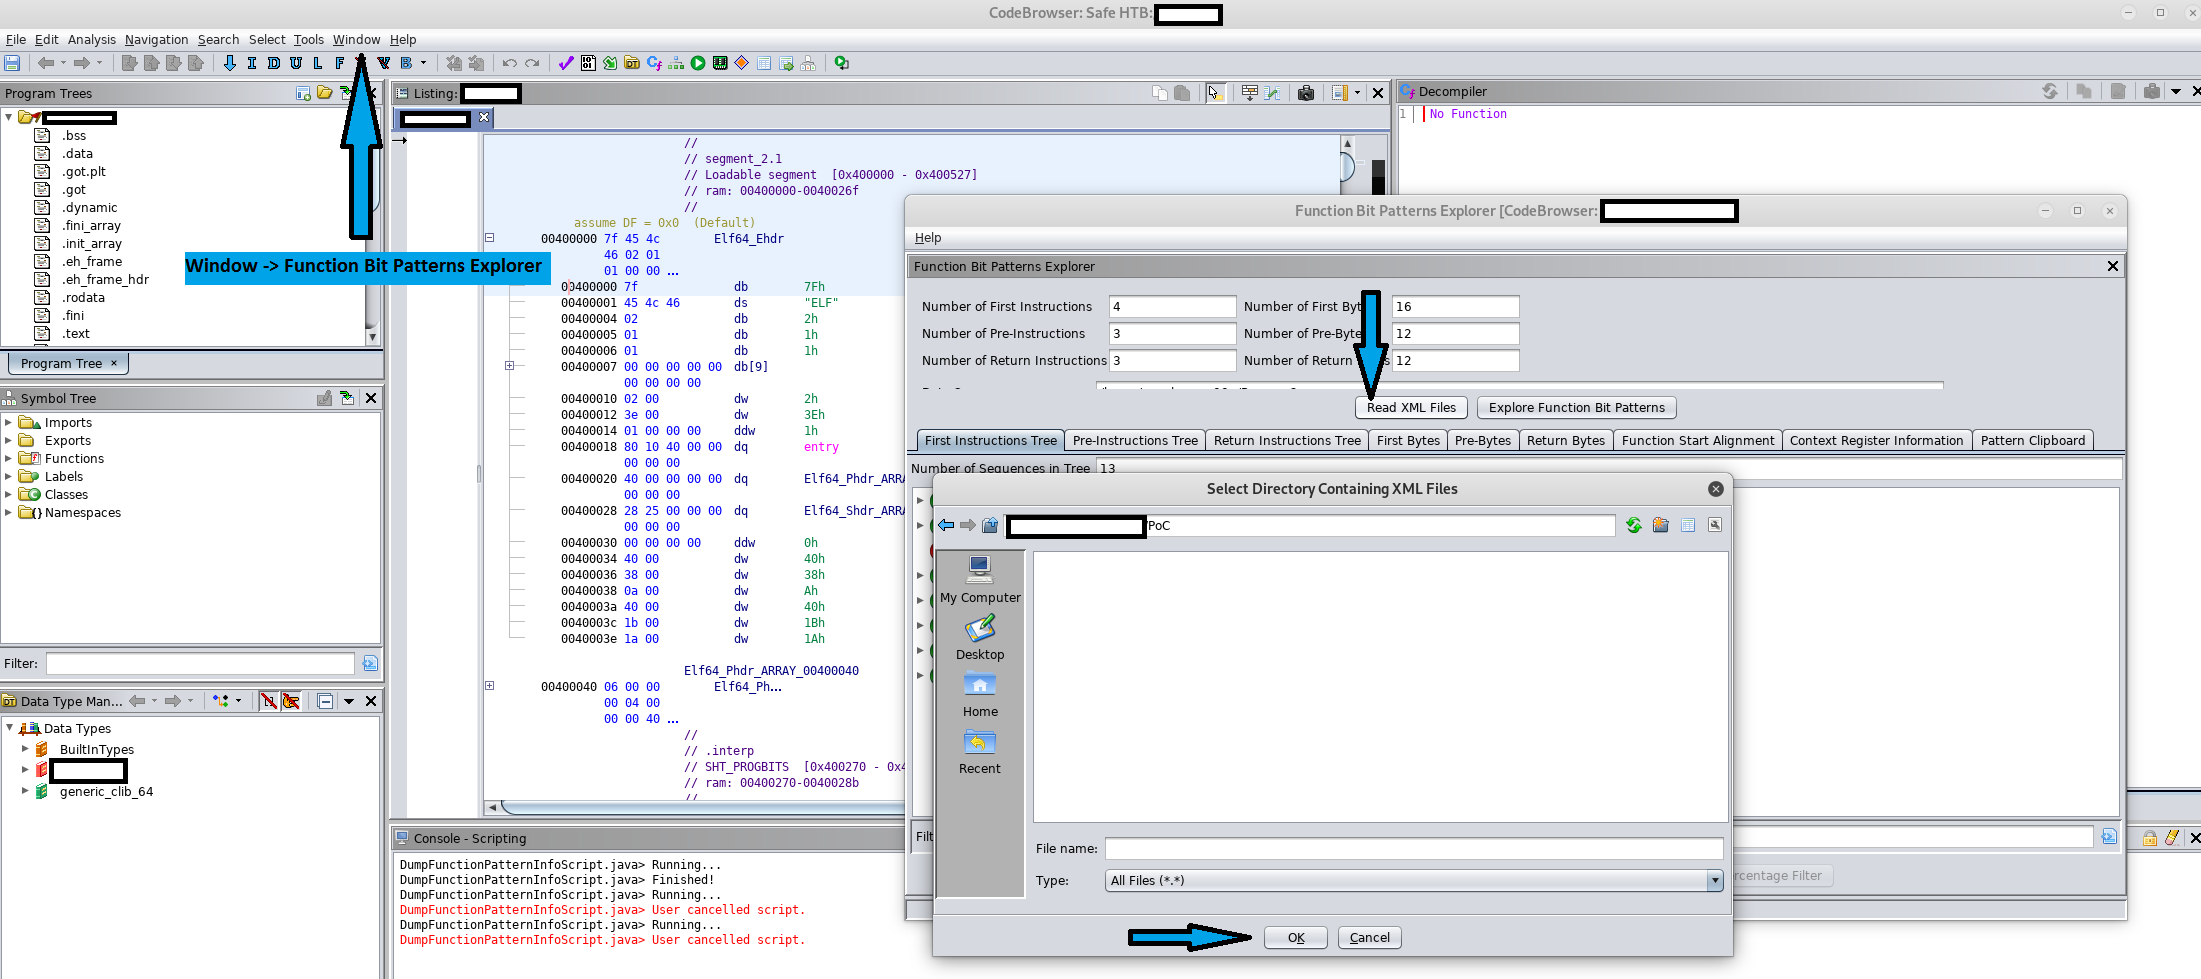 CodeBrowser: Safe HTB:
File Edit Analysis Navigation Search Select Tools Window Help
I D U L F V B
Program Trees
.bss
.data
.got.plt
.got
.dynamic
.fini_array
.init_array
.eh_frame
.eh_frame_hdr
.rodata
.fini
.text
Program Tree ×
Window -> Function Bit Patterns Explorer
Symbol Tree
Imports
Exports
Functions
Labels
Classes
Namespaces
Filter:
Data Type Man...
Data Types
BuiltInTypes
generic_clib_64
Listing:
//
// segment_2.1
// Loadable segment [0x400000 - 0x400527]
// ram: 00400000-0040026f
//
assume DF = 0x0 (Default)
00400000 7f 45 4c Elf64_Ehdr
46 02 01
01 00 00 ...
00400000 7f db 7Fh
00400001 45 4c 46 ds "ELF"
00400004 02 db 2h
00400005 01 db 1h
00400006 01 db 1h
00400007 00 00 00 00 00 db[9]
00 00 00 00
00400010 02 00 dw 2h
00400012 3e 00 dw 3Eh
00400014 01 00 00 00 ddw 1h
00400018 80 10 40 00 00 dq entry
00 00 00
00400020 40 00 00 00 00 dq Elf64_Phdr_ARRA
00 00 00
00400028 28 25 00 00 00 dq Elf64_Shdr_ARRA
00 00 00
00400030 00 00 00 00 ddw 0h
00400034 40 00 dw 40h
00400036 38 00 dw 38h
00400038 0a 00 dw Ah
0040003a 40 00 dw 40h
0040003c 1b 00 dw 1Bh
0040003e 1a 00 dw 1Ah
Elf64_Phdr_ARRAY_00400040
00400040 06 00 00 Elf64_Ph...
00 04 00
00 00 40 ...
//
// .interp
// SHT_PROGBITS [0x400270 - 0x4
// ram: 00400270-0040028b
//
Console - Scripting
DumpFunctionPatternInfoScript.java> Running...
DumpFunctionPatternInfoScript.java> Finished!
DumpFunctionPatternInfoScript.java> Running...
DumpFunctionPatternInfoScript.java> User cancelled script.
DumpFunctionPatternInfoScript.java> Running...
DumpFunctionPatternInfoScript.java> User cancelled script.
Decompiler
1 No Function
Function Bit Patterns Explorer [CodeBrowser:
Help
Function Bit Patterns Explorer
Number of First Instructions 4 Number of First Byt 16
Number of Pre-Instructions 3 Number of Pre-Byte 12
Number of Return Instructions 3 Number of Return s 12
Read XML Files Explore Function Bit Patterns
First Instructions Tree Pre-Instructions Tree Return Instructions Tree First Bytes Pre-Bytes Return Bytes Function Start Alignment Context Register Information Pattern Clipboard
Number of Sequences in Tree 13
Filt
rcentage Filter
Select Directory Containing XML Files
PoC
My Computer
Desktop
Home
Recent
File name:
Type: All Files (*.*)
OK Cancel